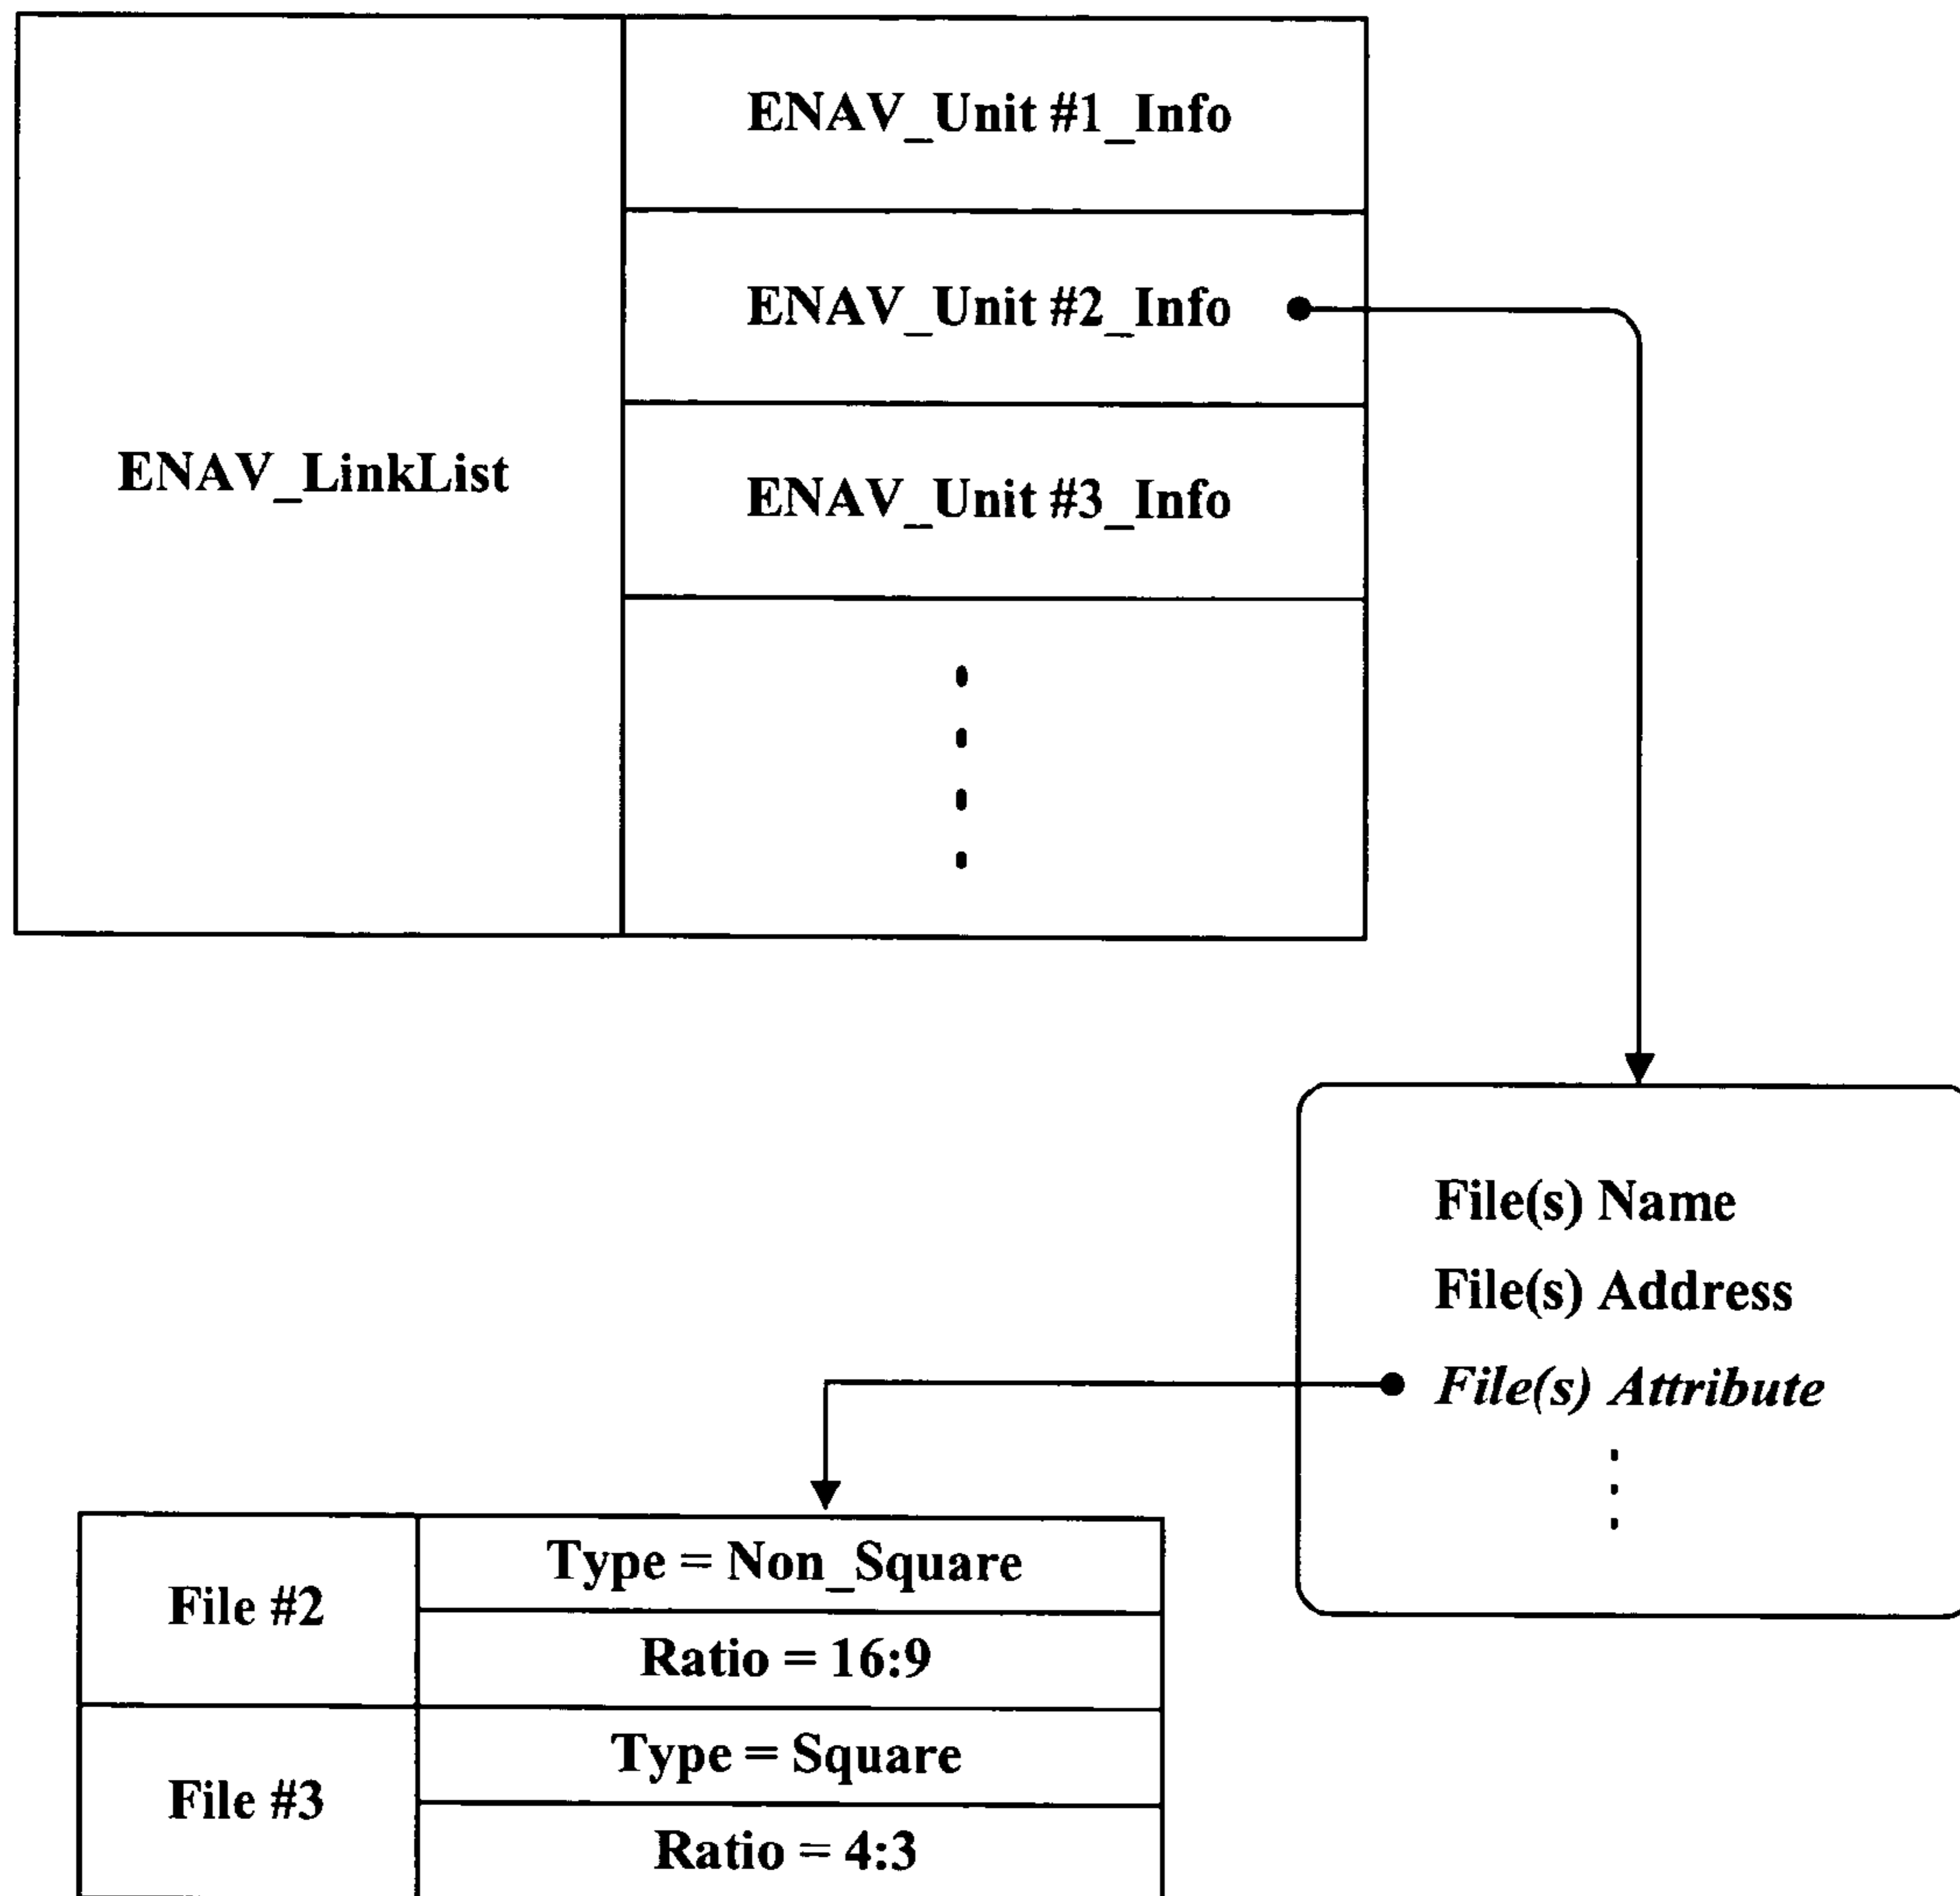 ENAV_LinkList
ENAV_Unit #1_Info
ENAV_Unit #2_Info
ENAV_Unit #3_Info
File(s) Name
File(s) Address
File(s) Attribute
File #2
Type = Non_Square
Ratio = 16:9
File #3
Type = Square
Ratio = 4:3